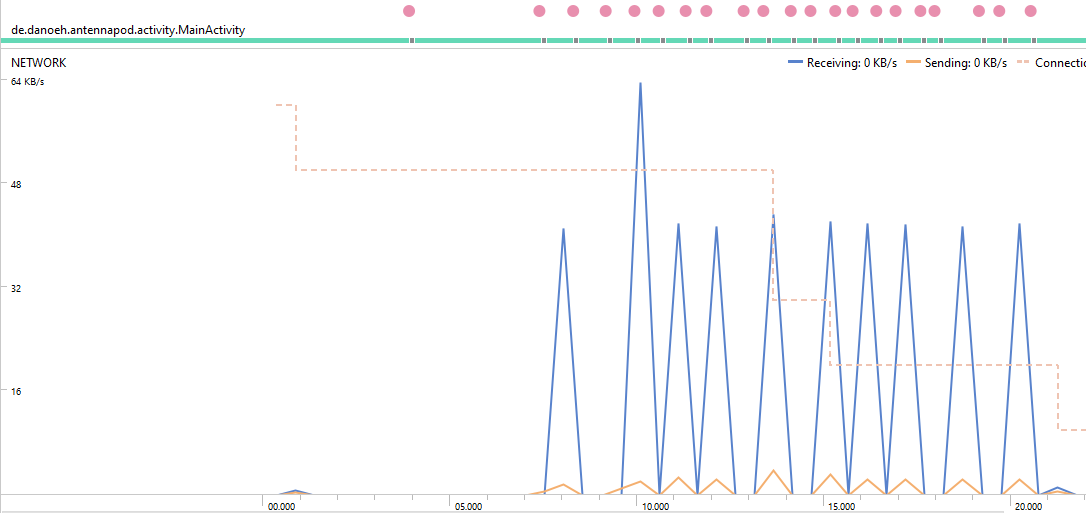 de.danoeh.antennapod.activity.MainActivity
NETWORK
Receiving: 0 KB/s Sending: 0 KB/s Connectio
64 KB/s
48
32
16
00.000 05.000 10.000 15.000 20.000